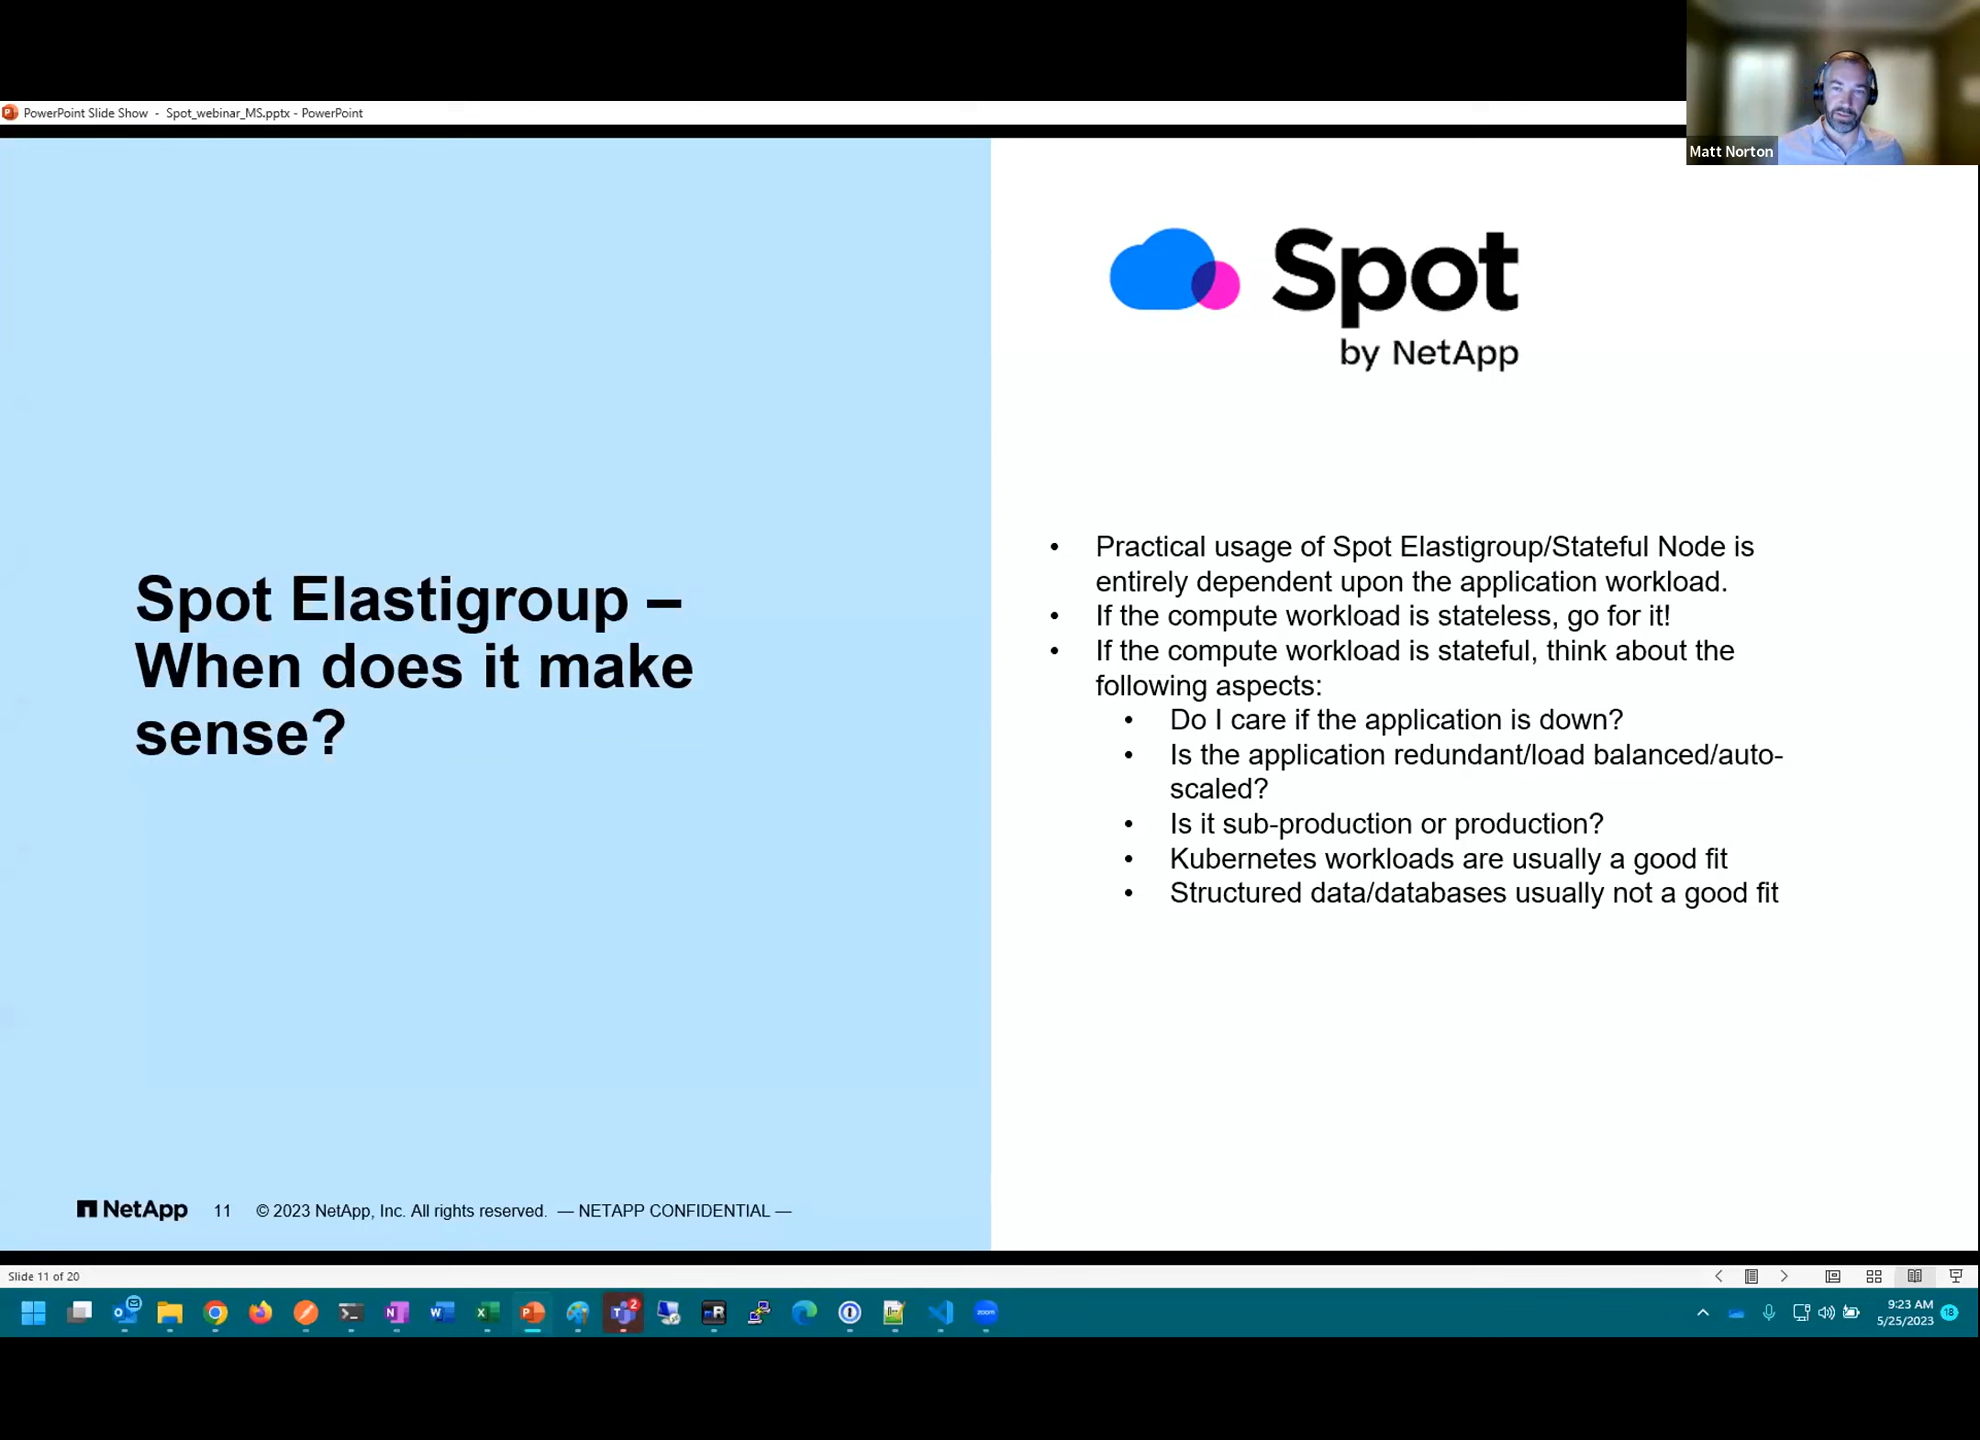 PowerPoint Slide Show - Spot_webinar_MS.pptx - PowerPoint
Matt Norton
Spot
by NetApp
Spot Elastigroup –
When does it make
sense?
• Practical usage of Spot Elastigroup/Stateful Node is
entirely dependent upon the application workload.
• If the compute workload is stateless, go for it!
• If the compute workload is stateful, think about the
following aspects:
• Do I care if the application is down?
• Is the application redundant/load balanced/auto-
scaled?
• Is it sub-production or production?
• Kubernetes workloads are usually a good fit
• Structured data/databases usually not a good fit
NetApp 11 © 2023 NetApp, Inc. All rights reserved. — NETAPP CONFIDENTIAL —
Slide 11 of 20
2
zoom
9:23 AM
5/25/2023
18